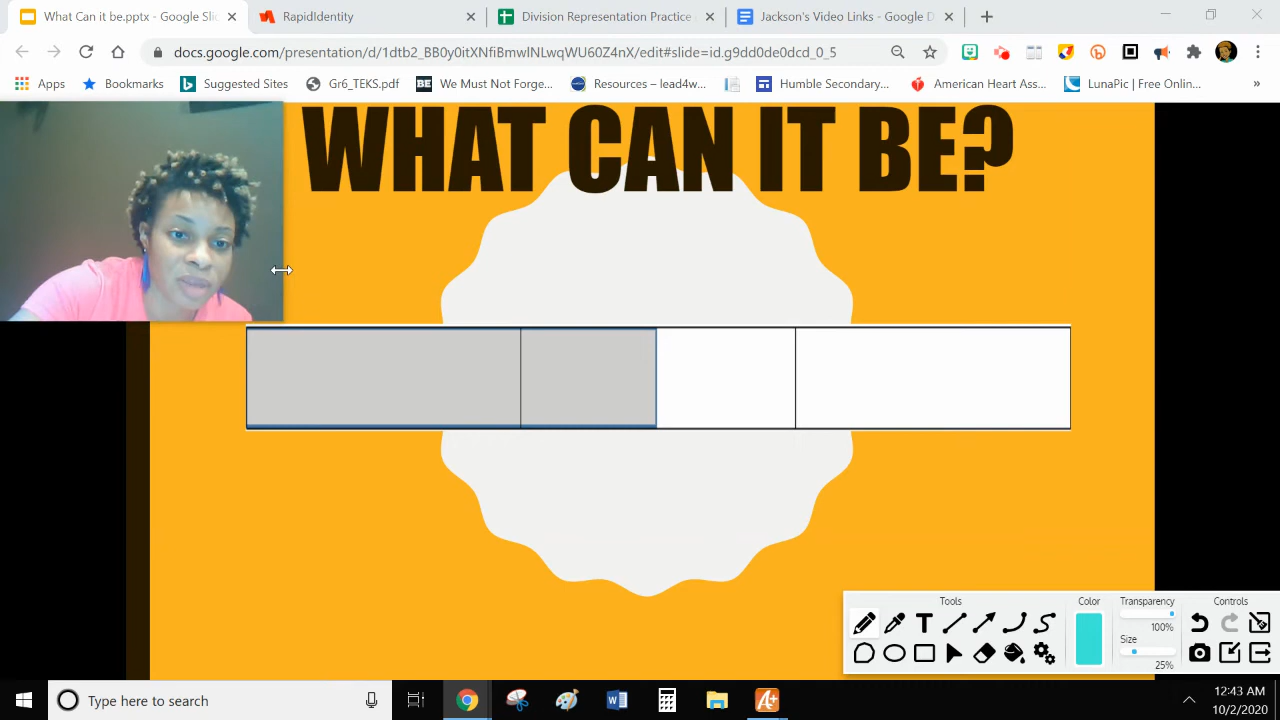 What Can it be.pptx - Google Sli
RapidIdentity
Division Representation Practice
Jackson's Video Links - Google D
docs.google.com/presentation/d/1dtb2_BB0y0itXNfiBmwlNLwqWU60Z4nX/edit#slide=id.g9dd0de0dcd_0_5
Apps
Bookmarks
Suggested Sites
Gr6_TEKS.pdf
We Must Not Forge...
Resources – lead4w...
Humble Secondary...
American Heart Ass...
LunaPic | Free Onlin...
»
WHAT CAN IT BE?
Tools
Color
Transparency
100%
Size
25%
Controls
Type here to search
12:43 AM
10/2/2020